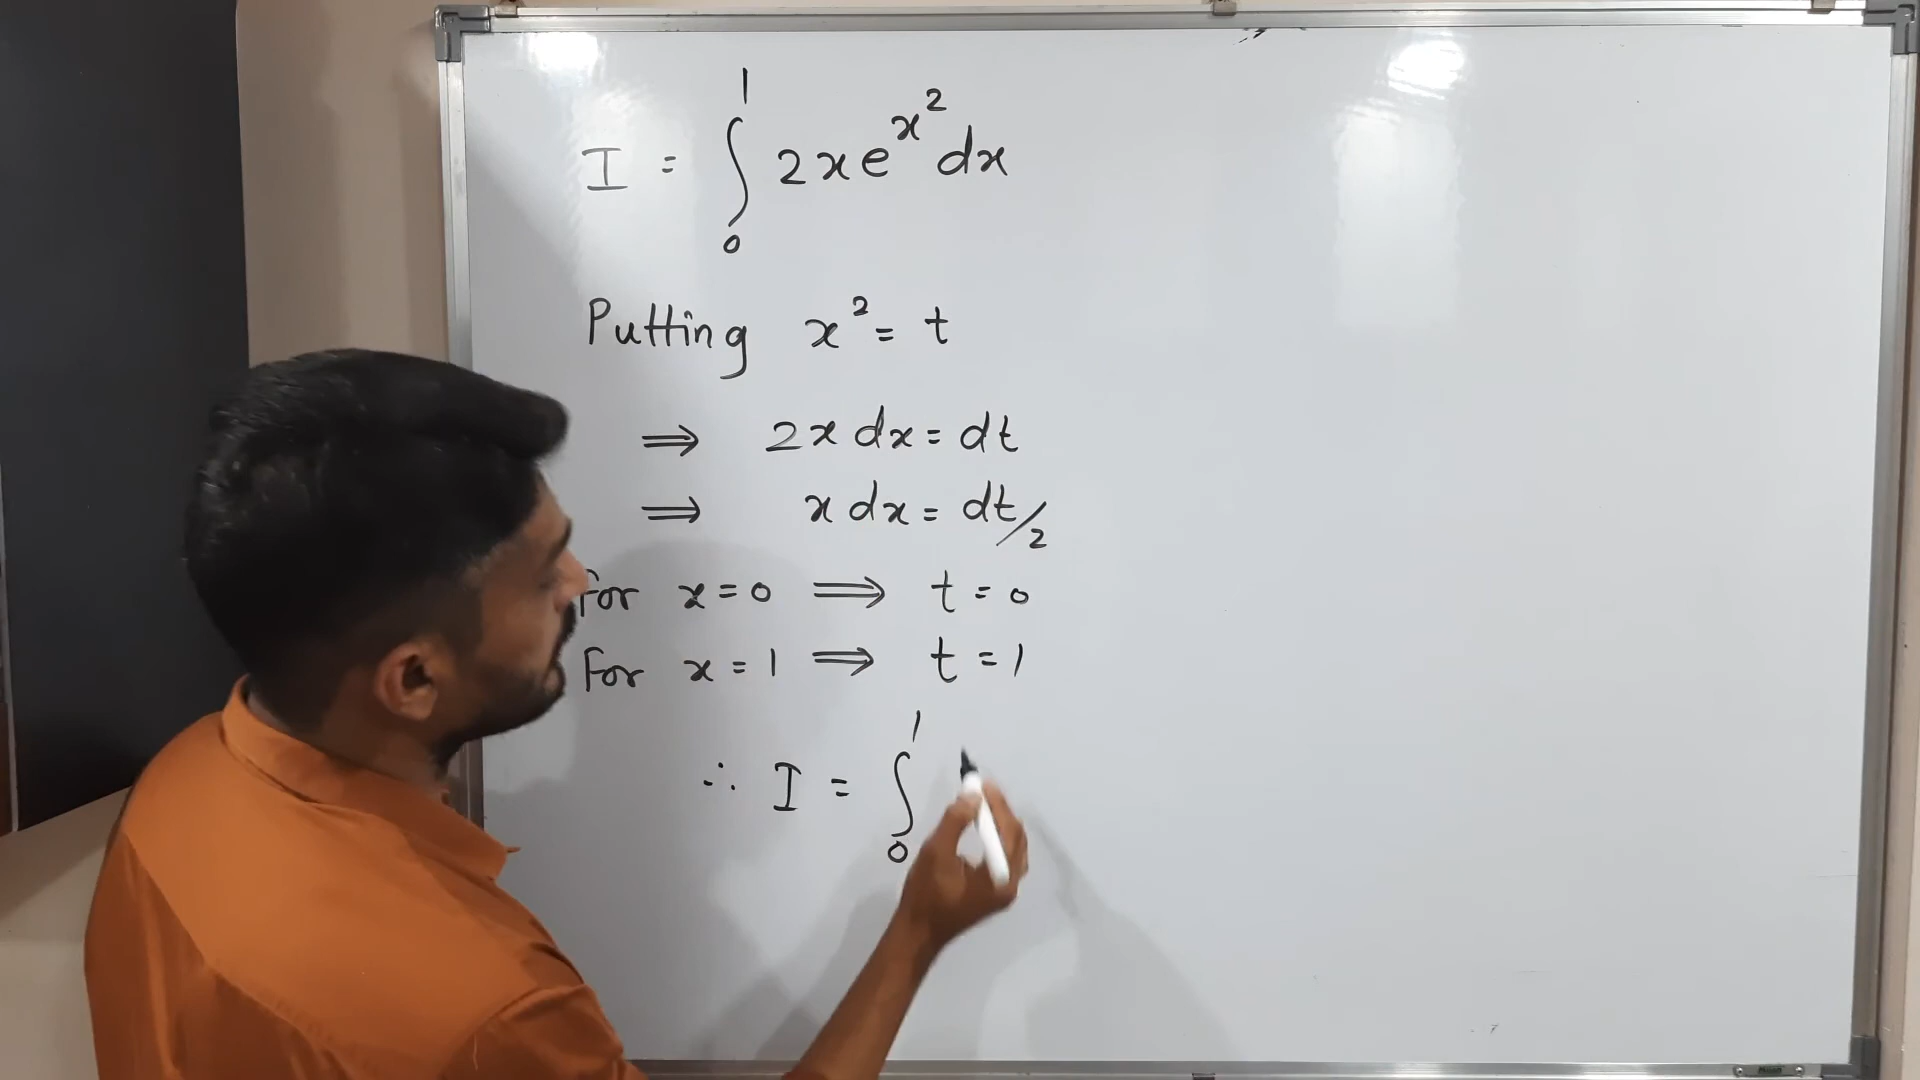 I = ∫₀¹ 2xe^(x²) dx
Putting x² = t
⇒ 2x dx = dt
⇒ x dx = dt/2
For x = 0 ⇒ t = 0
For x = 1 ⇒ t = 1
∴ I = ∫₀¹